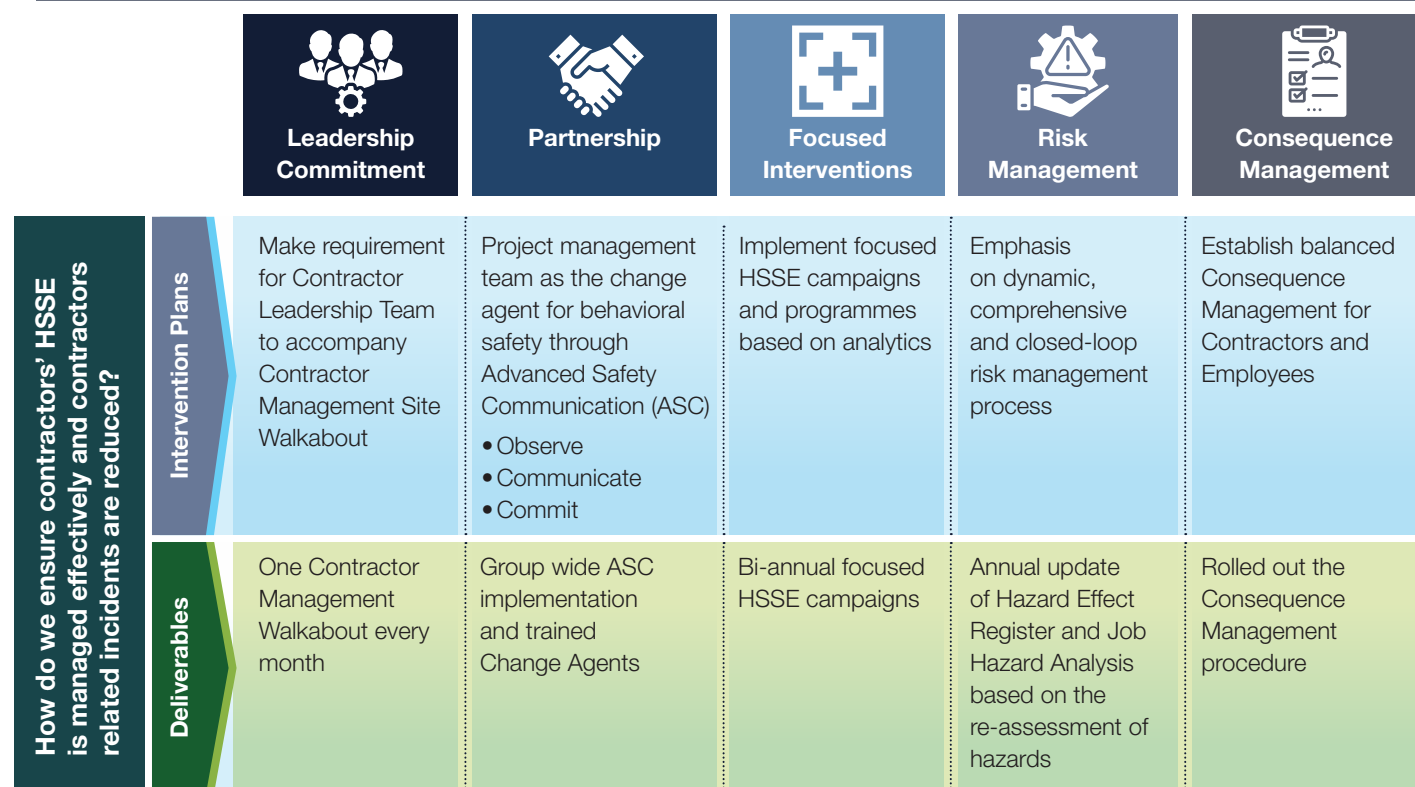 Leadership
Commitment
Partnership
Focused
Interventions
Risk
Management
Consequence
Management
How do we ensure contractors’ HSSE
is managed effectively and contractors
related incidents are reduced?
Intervention Plans
Make requirement
for Contractor
Leadership Team
to accompany
Contractor
Management Site
Walkabout
Project management
team as the change
agent for behavioral
safety through
Advanced Safety
Communication (ASC)
• Observe
• Communicate
• Commit
Implement focused
HSSE campaigns
and programmes
based on analytics
Emphasis
on dynamic,
comprehensive
and closed-loop
risk management
process
Establish balanced
Consequence
Management for
Contractors and
Employees
Deliverables
One Contractor
Management
Walkabout every
month
Group wide ASC
implementation
and trained
Change Agents
Bi-annual focused
HSSE campaigns
Annual update
of Hazard Effect
Register and Job
Hazard Analysis
based on the
re-assessment of
hazards
Rolled out the
Consequence
Management
procedure